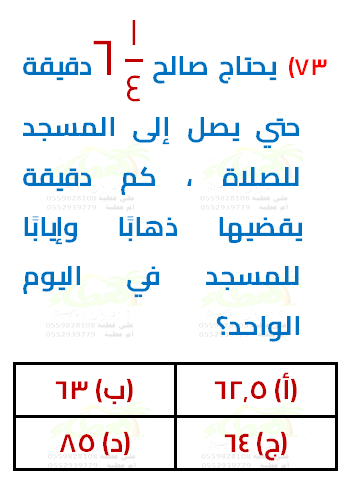 ٧٣) يحتاج صالح ٦ ١/٤ دقيقة
حتي يصل إلى المسجد
للصلاة ، كم دقيقة
يقضيها ذهابًا وإيابًا
للمسجد في اليوم
الواحد؟
(أ) ٦٢,٥
(ب) ٦٣
(ج) ٦٤
(د) ٨٥